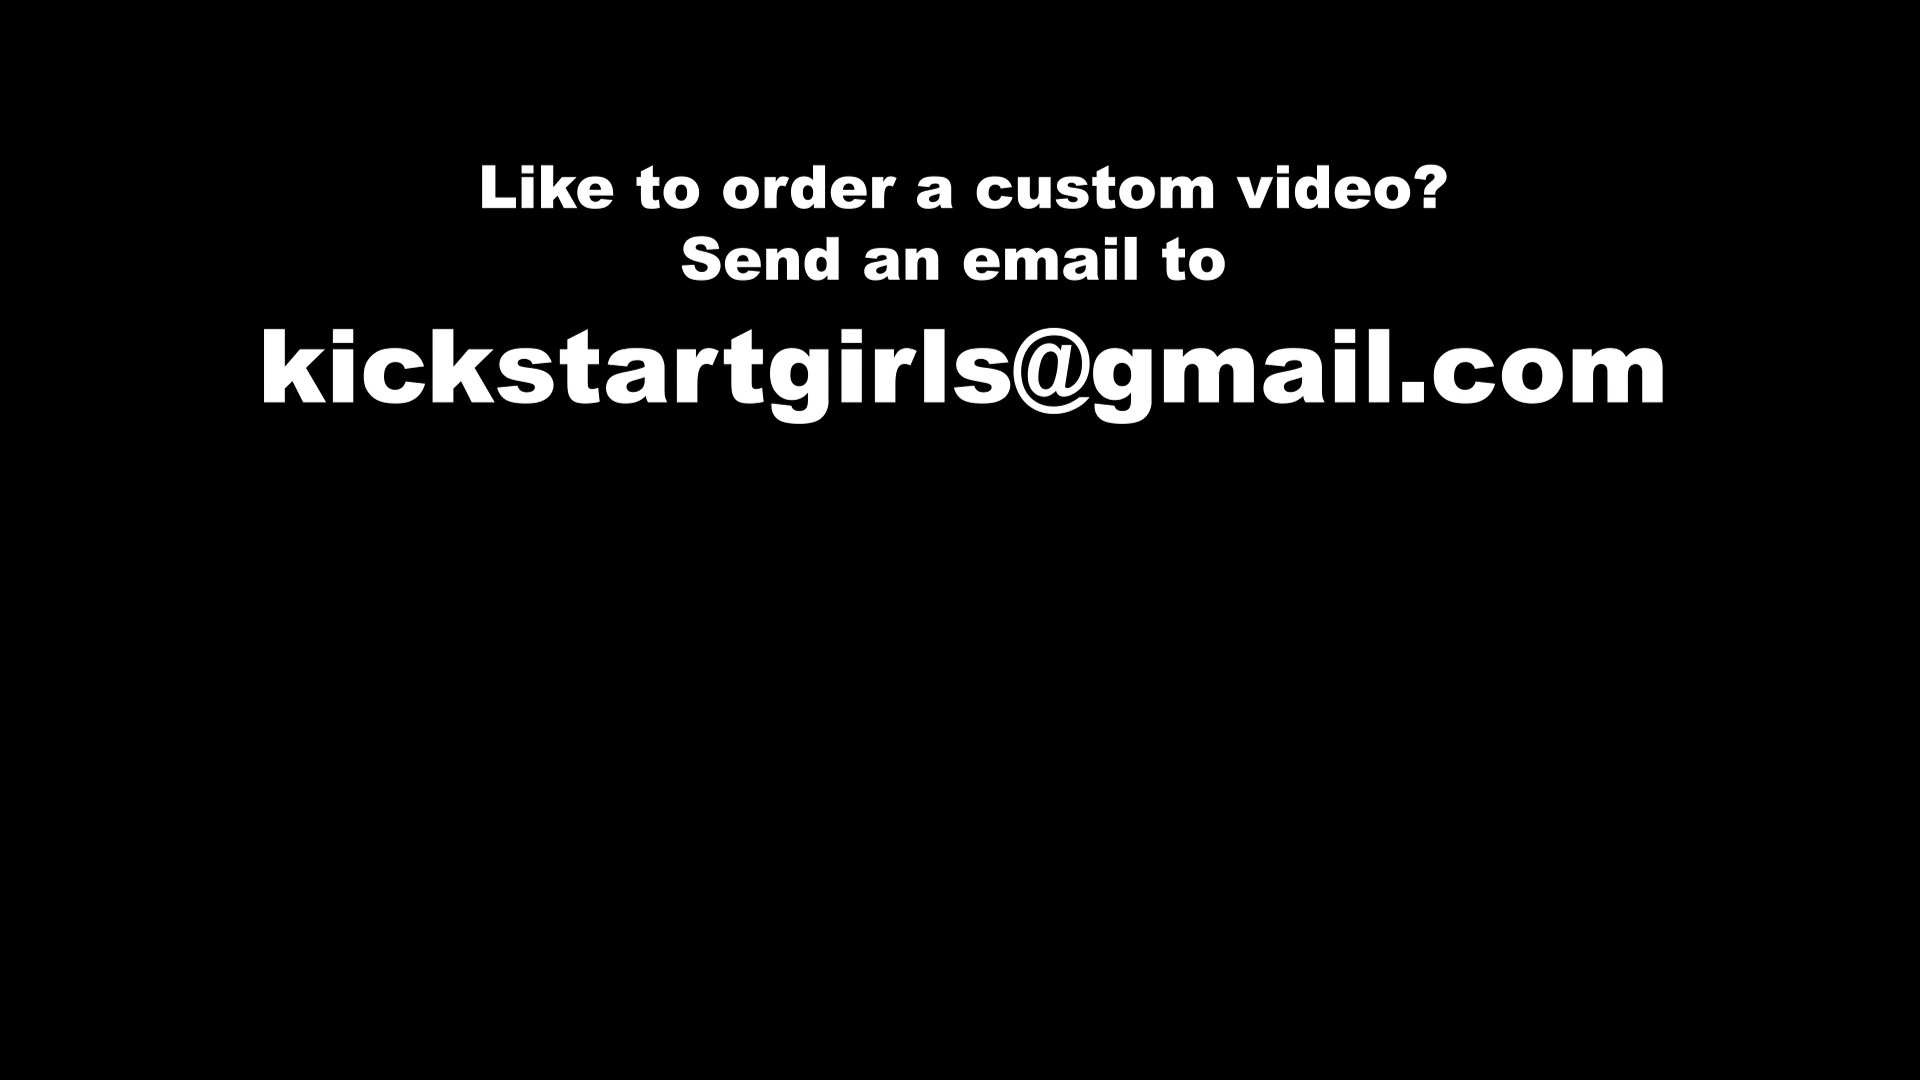 Like to order a custom video?
Send an email to
kickstartgirls@gmail.com